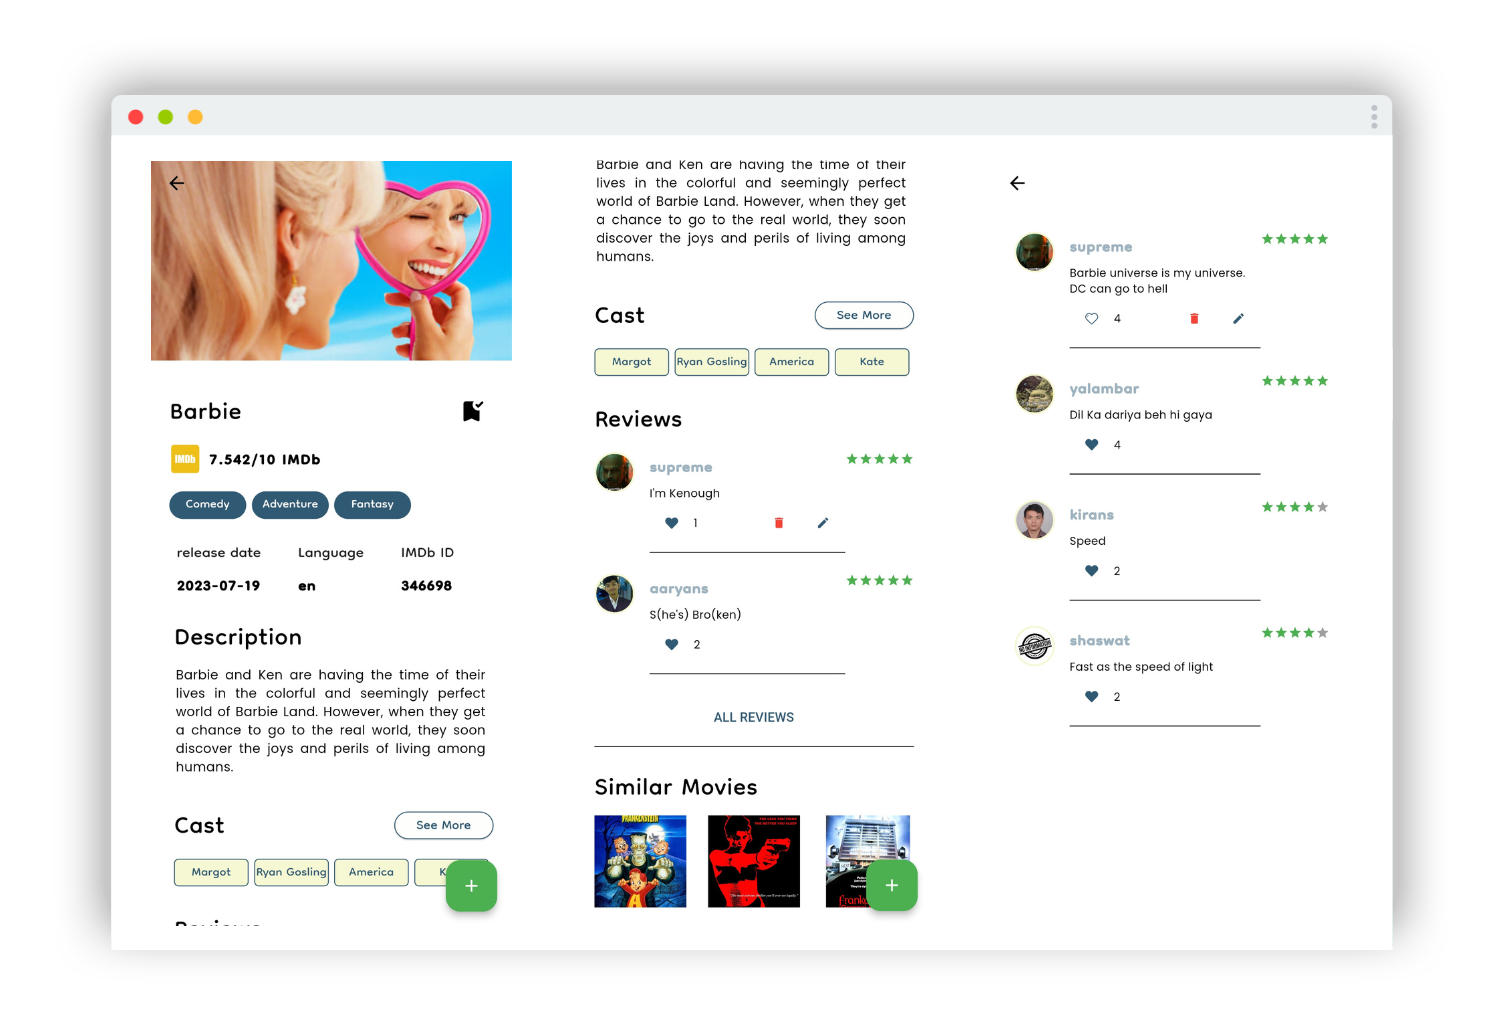 Barbie
IMDb
7.542/10 IMDb
Comedy
Adventure
Fantasy
release date
Language
IMDb ID
2023-07-19
en
346698
Description
Barbie and Ken are having the time of their
lives in the colorful and seemingly perfect
world of Barbie Land. However, when they get
a chance to go to the real world, they soon
discover the joys and perils of living among
humans.
Cast
See More
Margot
Ryan Gosling
America
K
+
Barbie and Ken are having the time of their
lives in the colorful and seemingly perfect
world of Barbie Land. However, when they get
a chance to go to the real world, they soon
discover the joys and perils of living among
humans.
Cast
See More
Margot
Ryan Gosling
America
Kate
Reviews
supreme
I'm Kenough
1
aaryans
S(he's) Bro(ken)
2
ALL REVIEWS
Similar Movies
FRANKENSTEIN
+
supreme
Barbie universe is my universe.
DC can go to hell
4
yalambar
Dil Ka dariya beh hi gaya
4
kirans
Speed
2
shaswat
Fast as the speed of light
2